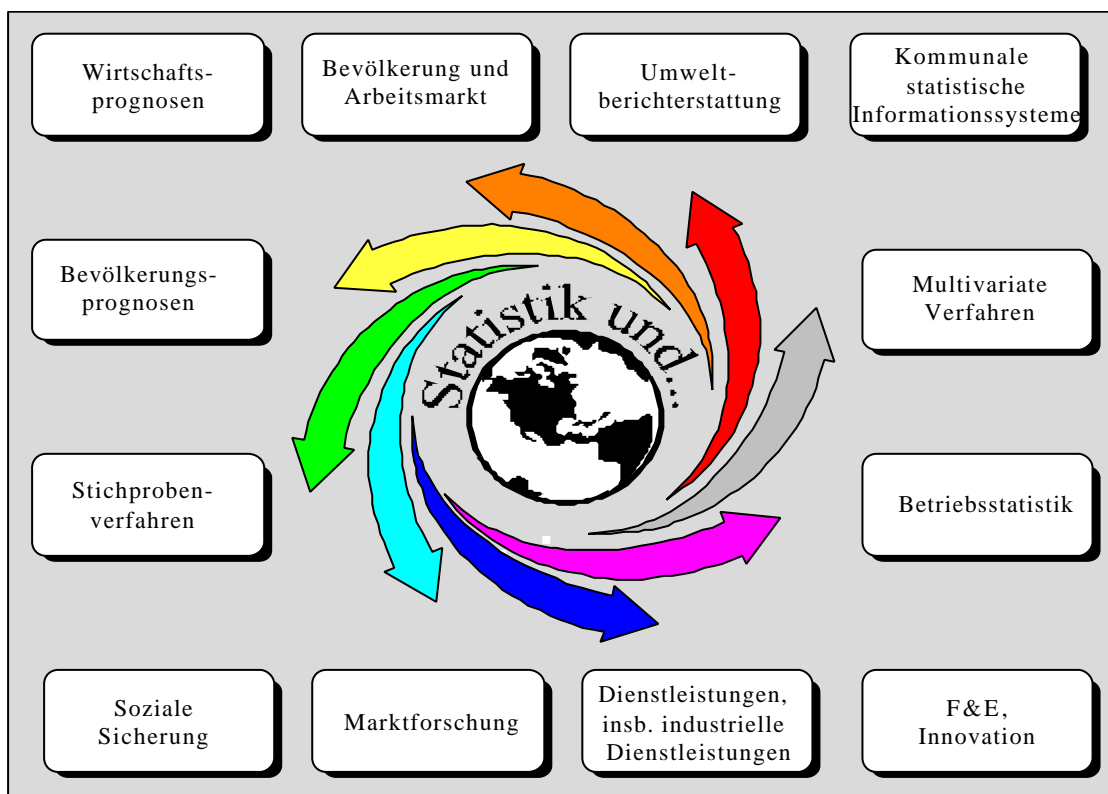 Wirtschafts-
prognosen
Bevölkerung und
Arbeitsmarkt
Umwelt-
berichterstattung
Kommunale
statistische
Informationssysteme
Bevölkerungs-
prognosen
Statistik und...
Multivariate
Verfahren
Stichproben-
verfahren
Betriebsstatistik
Soziale
Sicherung
Marktforschung
Dienstleistungen,
insb. industrielle
Dienstleistungen
F&E,
Innovation